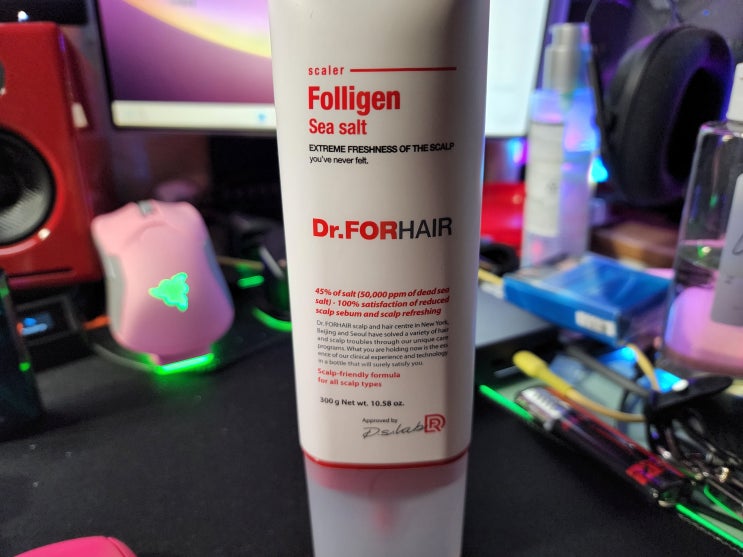 scaler
Folligen
Sea salt
EXTREME FRESHNESS OF THE SCALP
you've never felt.
Dr.FORHAIR
45% of salt (50,000 ppm of dead sea
salt) - 100% satisfaction of reduced
scalp sebum and scalp refreshing
Dr.FORHAIR scalp and hair centre in New York,
Beijing and Seoul have solved a variety of hair
and scalp troubles through our unique care
programs. What you are holding now is the ess
ence of our clinical experience and technology
in a bottle that will surely satisfy you.
Scalp-friendly formula
for all scalp types
300 g Net wt. 10.58 oz.
Approved by